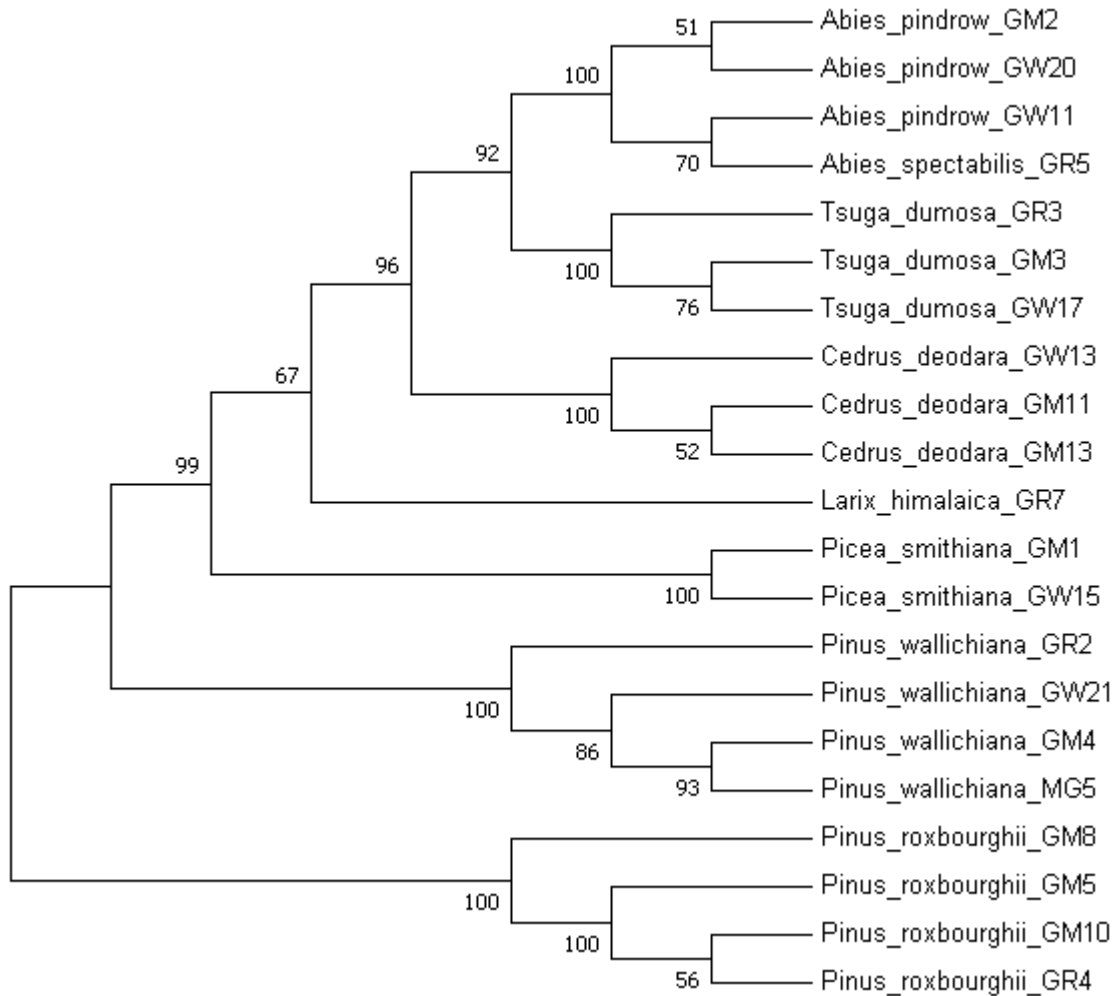 51
Abies_pindrow_GM2
Abies_pindrow_GW20
100
Abies_pindrow_GW11
92
70
Abies_spectabilis_GR5
Tsuga_dumosa_GR3
96
100
Tsuga_dumosa_GM3
76
Tsuga_dumosa_GW17
Cedrus_deodara_GW13
67
100
Cedrus_deodara_GM11
52
Cedrus_deodara_GM13
99
Larix_himalaica_GR7
Picea_smithiana_GM1
100
Picea_smithiana_GW15
Pinus_wallichiana_GR2
100
Pinus_wallichiana_GW21
86
Pinus_wallichiana_GM4
93
Pinus_wallichiana_MG5
Pinus_roxbourghii_GM8
100
Pinus_roxbourghii_GM5
100
Pinus_roxbourghii_GM10
56
Pinus_roxbourghii_GR4